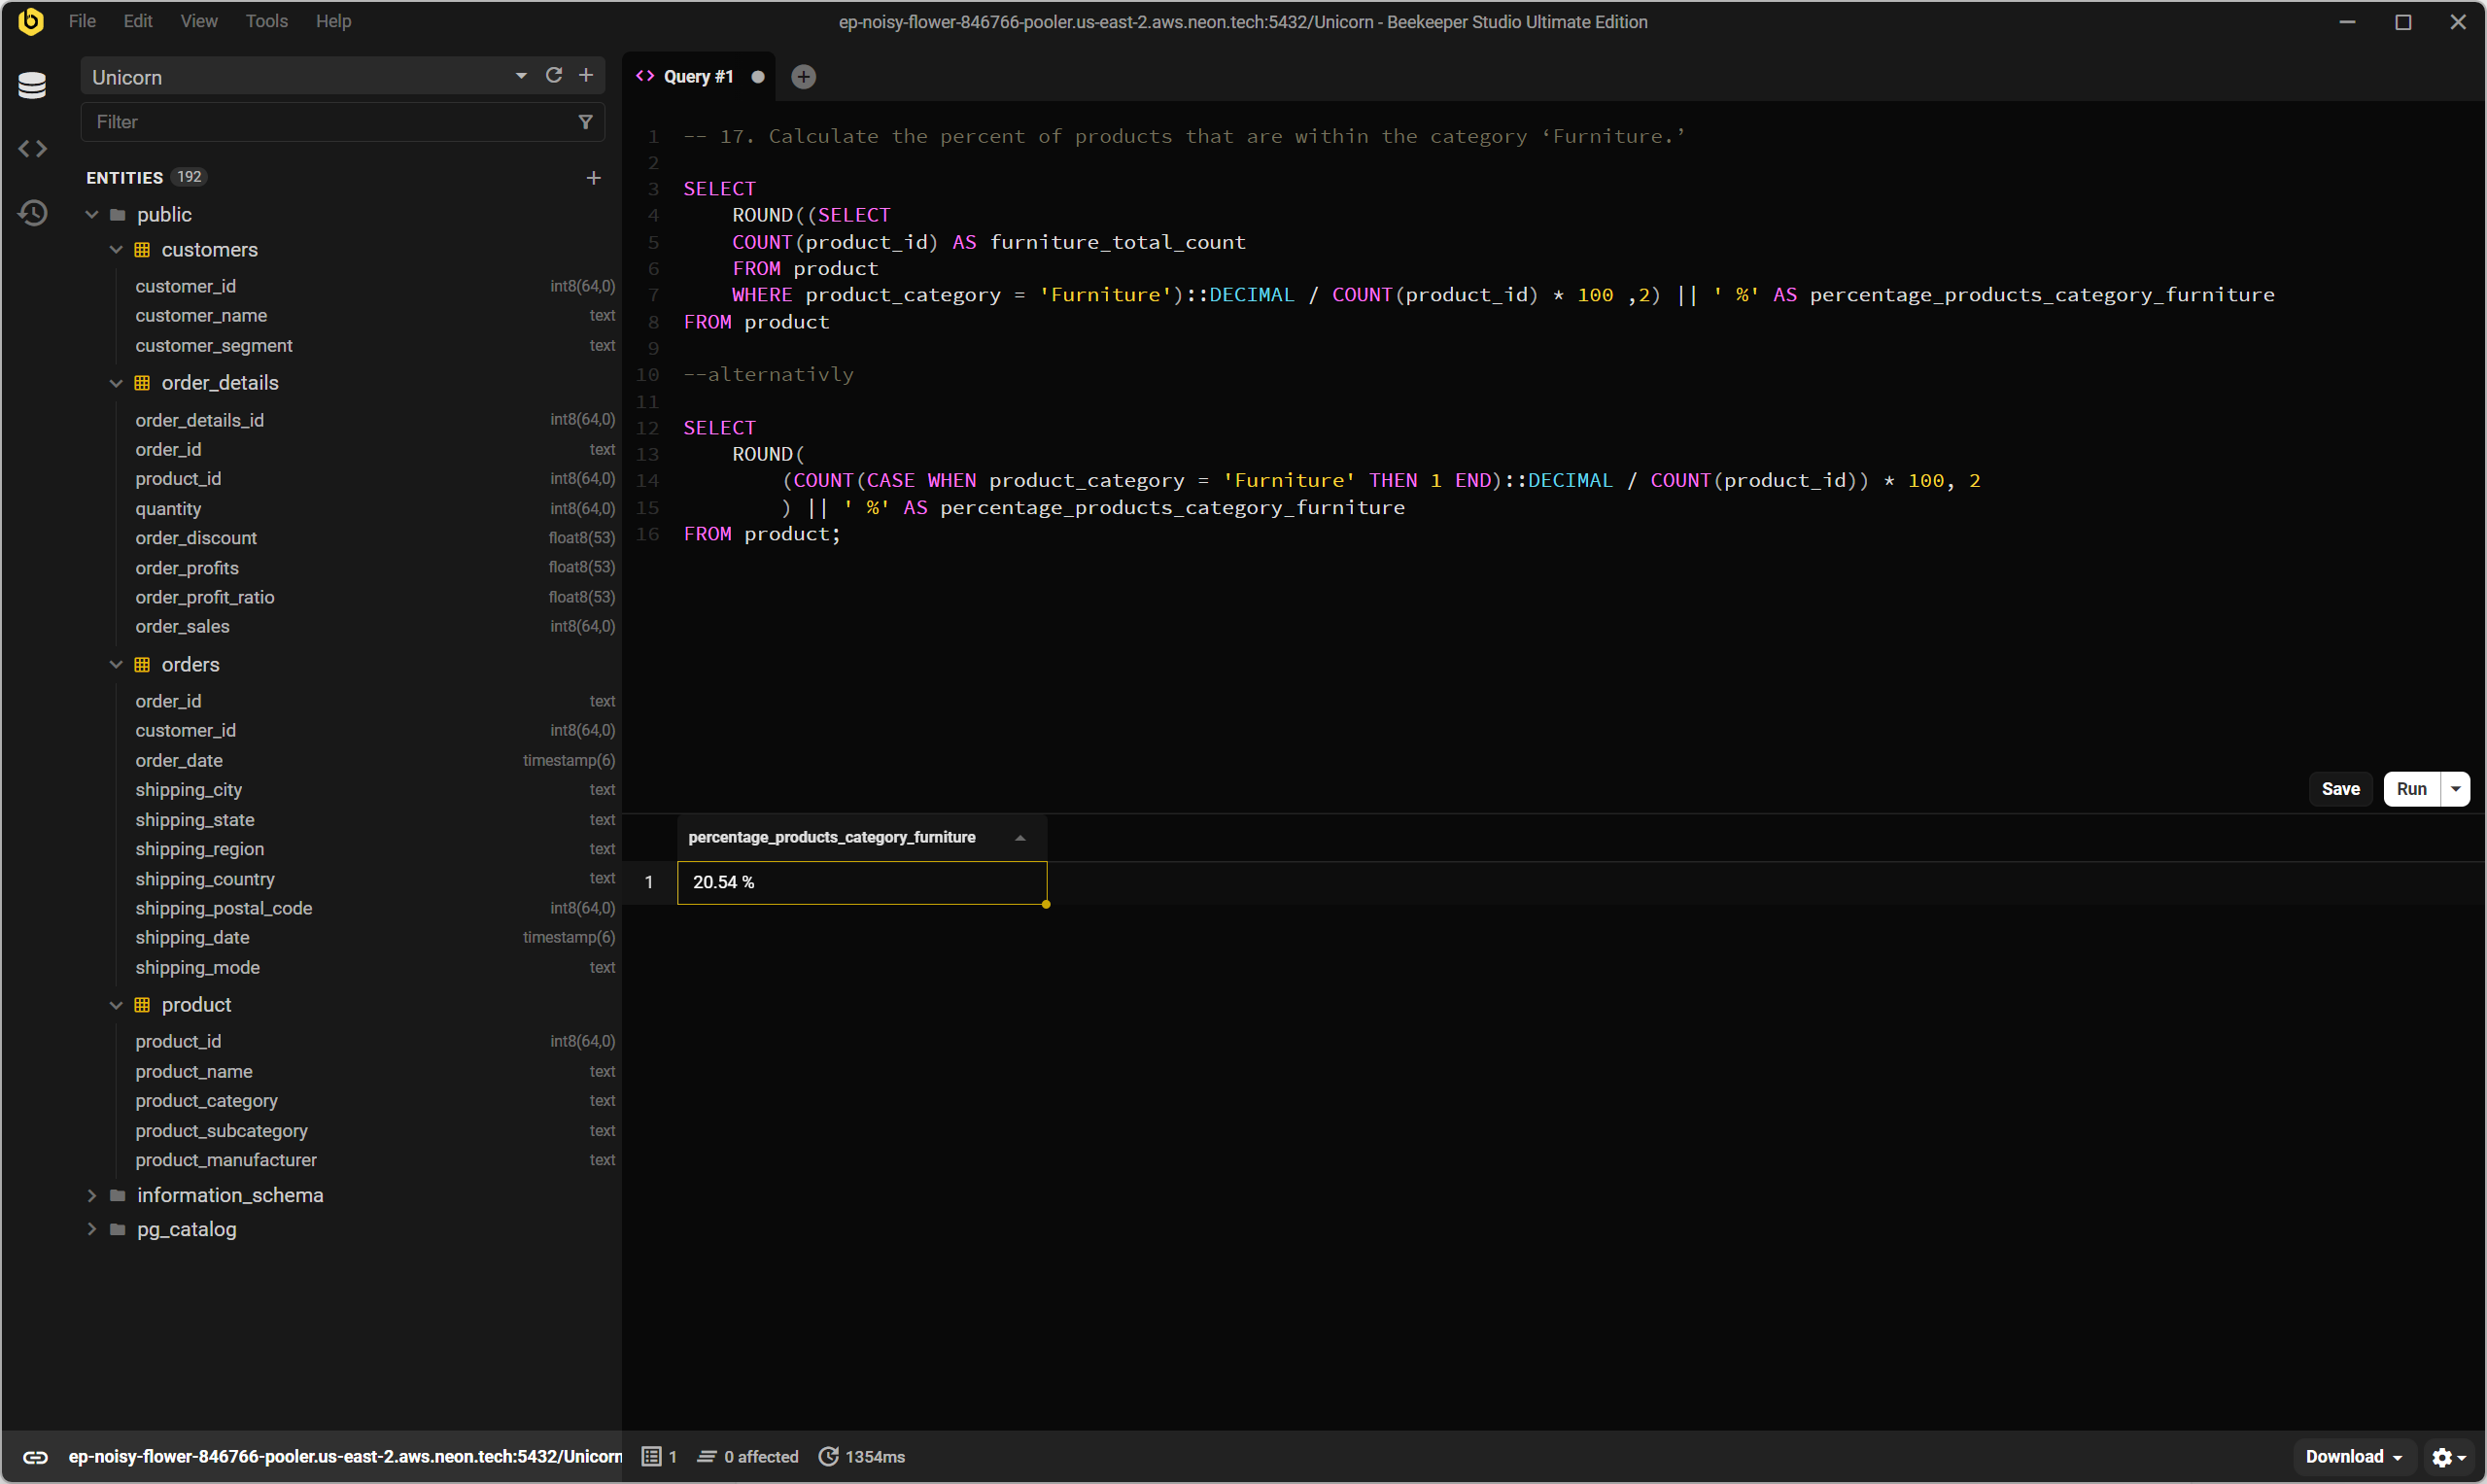 File Edit View Tools Help
ep-noisy-flower-846766-pooler.us-east-2.aws.neon.tech:5432/Unicorn - Beekeeper Studio Ultimate Edition
Unicorn
Filter
ENTITIES 192
public
customers
customer_id int8(64,0)
customer_name text
customer_segment text
order_details
order_details_id int8(64,0)
order_id text
product_id int8(64,0)
quantity int8(64,0)
order_discount float8(53)
order_profits float8(53)
order_profit_ratio float8(53)
order_sales int8(64,0)
orders
order_id text
customer_id int8(64,0)
order_date timestamp(6)
shipping_city text
shipping_state text
shipping_region text
shipping_country text
shipping_postal_code int8(64,0)
shipping_date timestamp(6)
shipping_mode text
product
product_id int8(64,0)
product_name text
product_category text
product_subcategory text
product_manufacturer text
information_schema
pg_catalog
Query #1
1 -- 17. Calculate the percent of products that are within the category ‘Furniture.’
2
3 SELECT
4 ROUND((SELECT
5 COUNT(product_id) AS furniture_total_count
6 FROM product
7 WHERE product_category = 'Furniture')::DECIMAL / COUNT(product_id) * 100 ,2) || ' %' AS percentage_products_category_furniture
8 FROM product
9
10 --alternativly
11
12 SELECT
13 ROUND(
14 (COUNT(CASE WHEN product_category = 'Furniture' THEN 1 END)::DECIMAL / COUNT(product_id)) * 100, 2
15 ) || ' %' AS percentage_products_category_furniture
16 FROM product;
Save Run
percentage_products_category_furniture
1 20.54 %
ep-noisy-flower-846766-pooler.us-east-2.aws.neon.tech:5432/Unicorn
1 0 affected 1354ms
Download